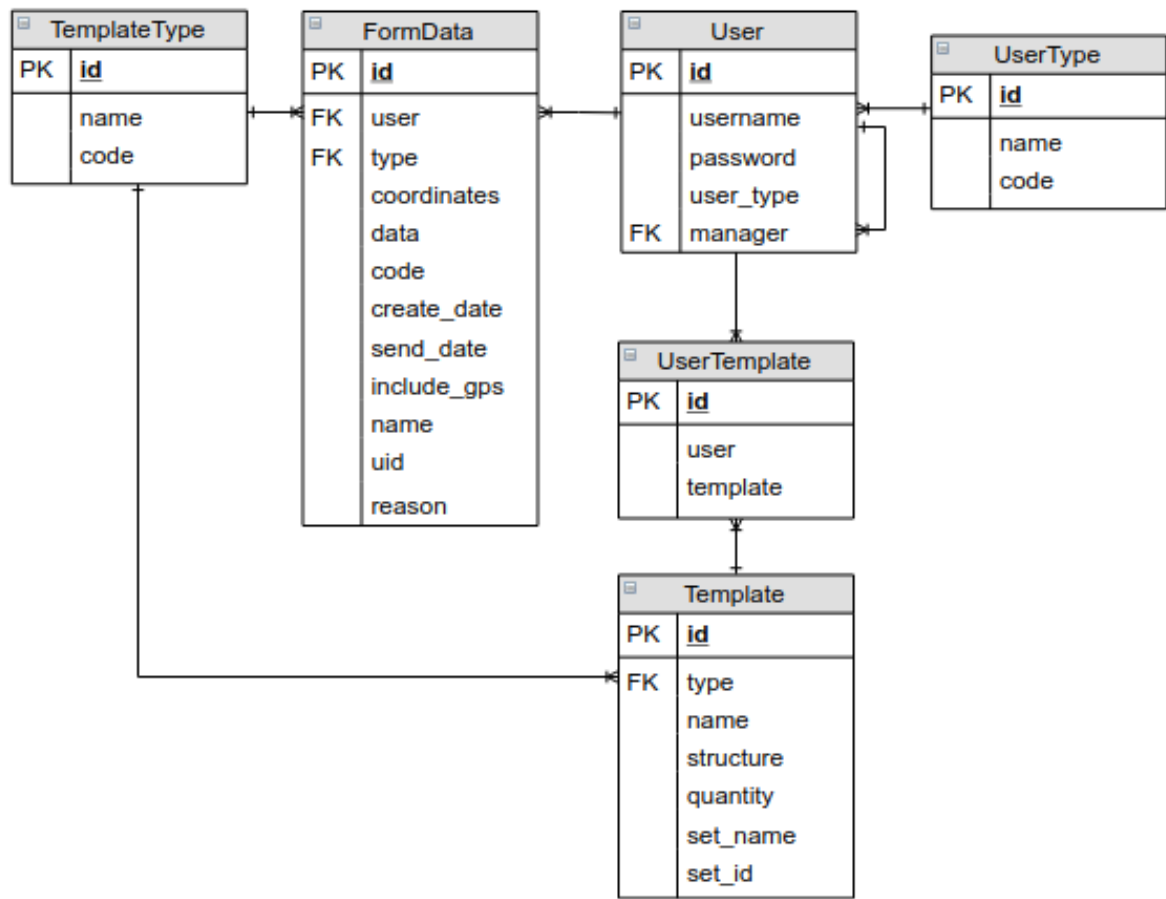 TemplateType
PK id
name
code
FormData
PK id
FK user
FK type
coordinates
data
code
create_date
send_date
include_gps
name
uid
reason
User
PK id
username
password
user_type
FK manager
UserType
PK id
name
code
UserTemplate
PK id
user
template
Template
PK id
FK type
name
structure
quantity
set_name
set_id